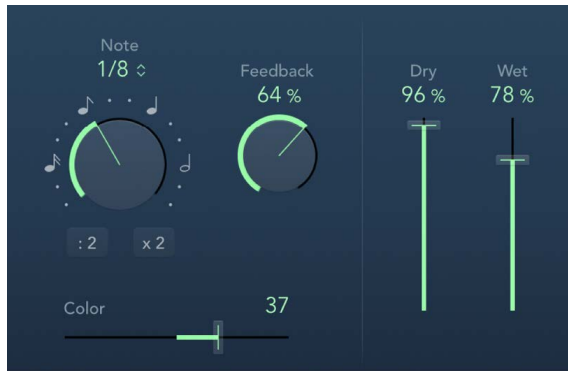 Note
1/8
Feedback
64 %
Dry
96 %
Wet
78 %
: 2
x 2
Color
37